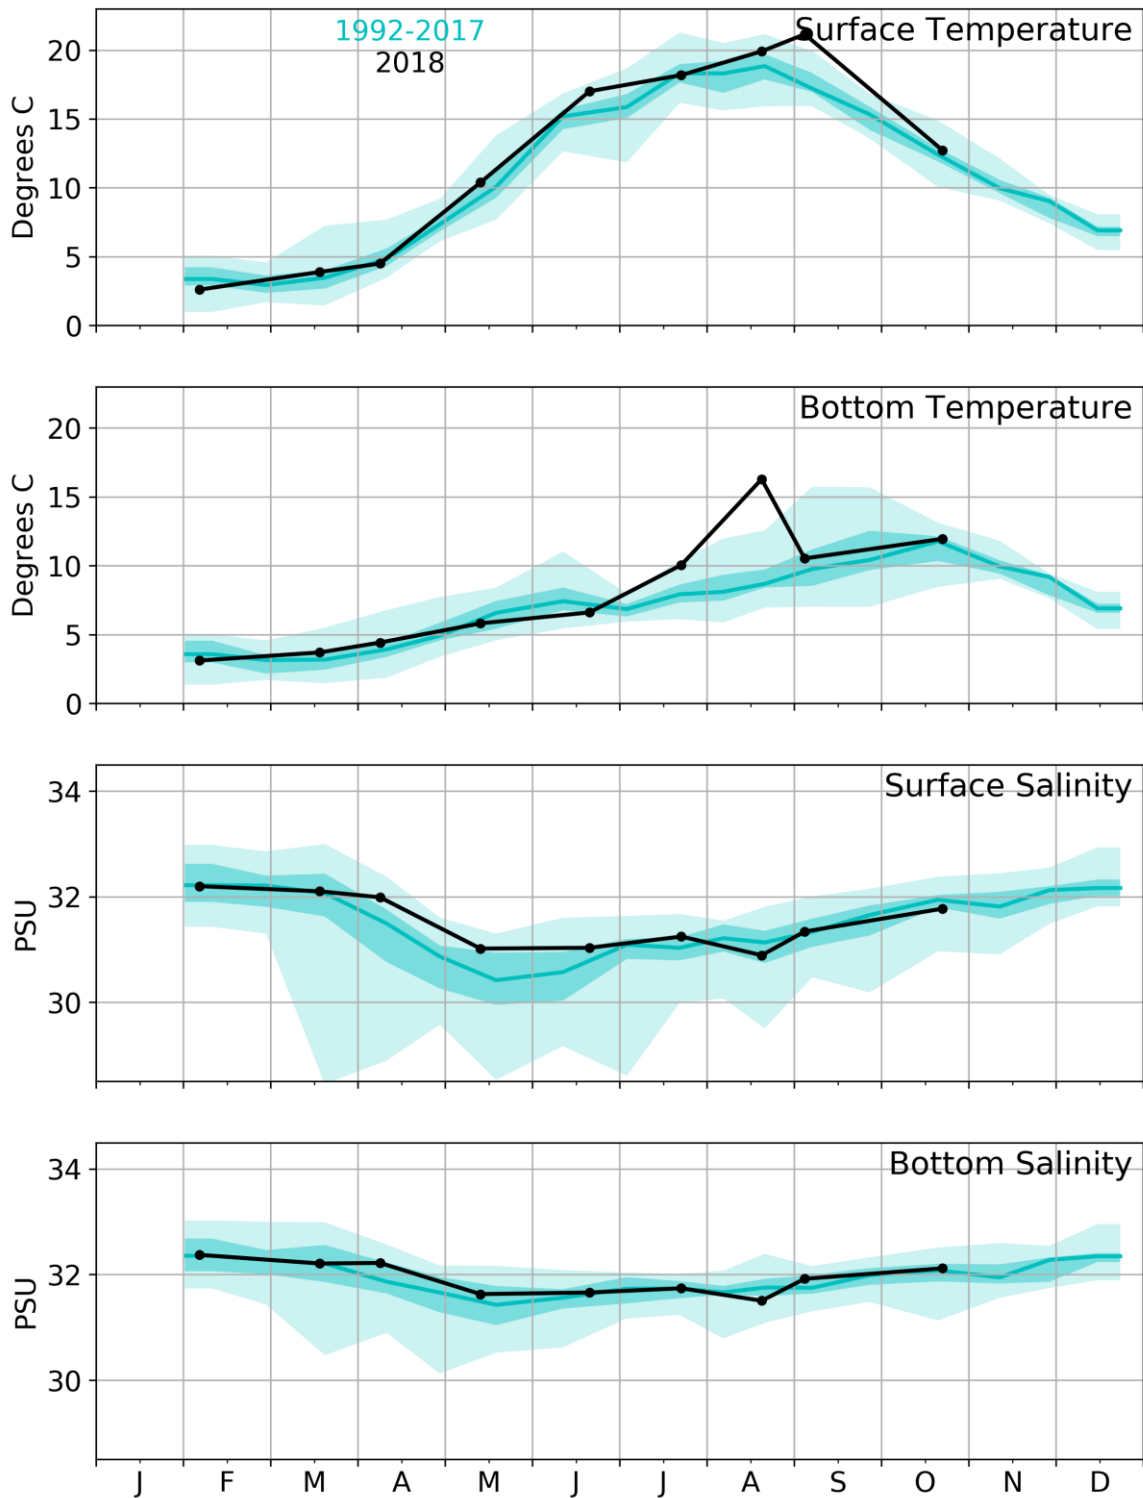 Surface Temperature
1992-2017
2018
Degrees C
20
15
10
5
0
Bottom Temperature
Degrees C
20
15
10
5
0
Surface Salinity
PSU
34
32
30
Bottom Salinity
PSU
34
32
30
J F M A M J J A S O N D